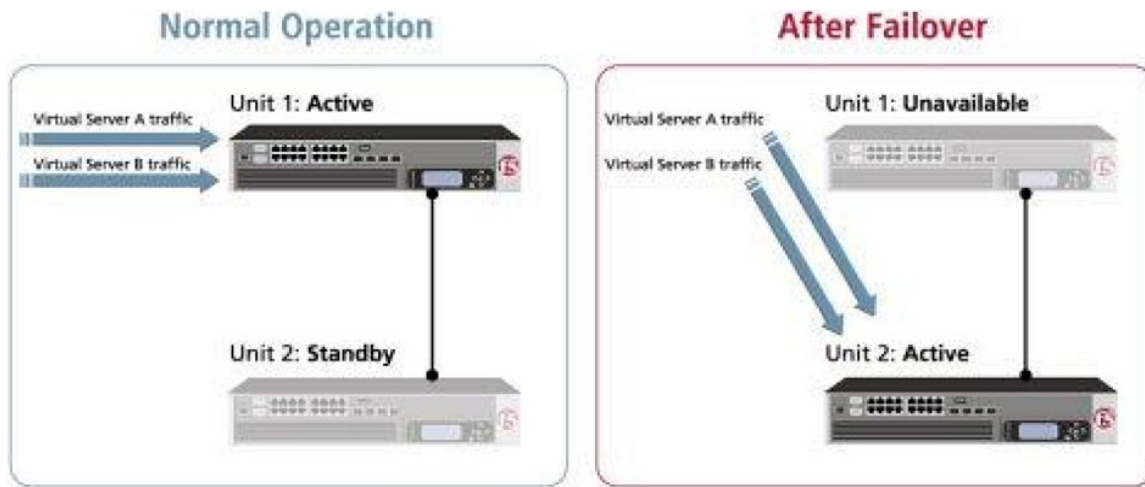 Normal Operation
Unit 1: Active
Virtual Server A traffic
Virtual Server B traffic
Unit 2: Standby
After Failover
Unit 1: Unavailable
Virtual Server A traffic
Virtual Server B traffic
Unit 2: Active